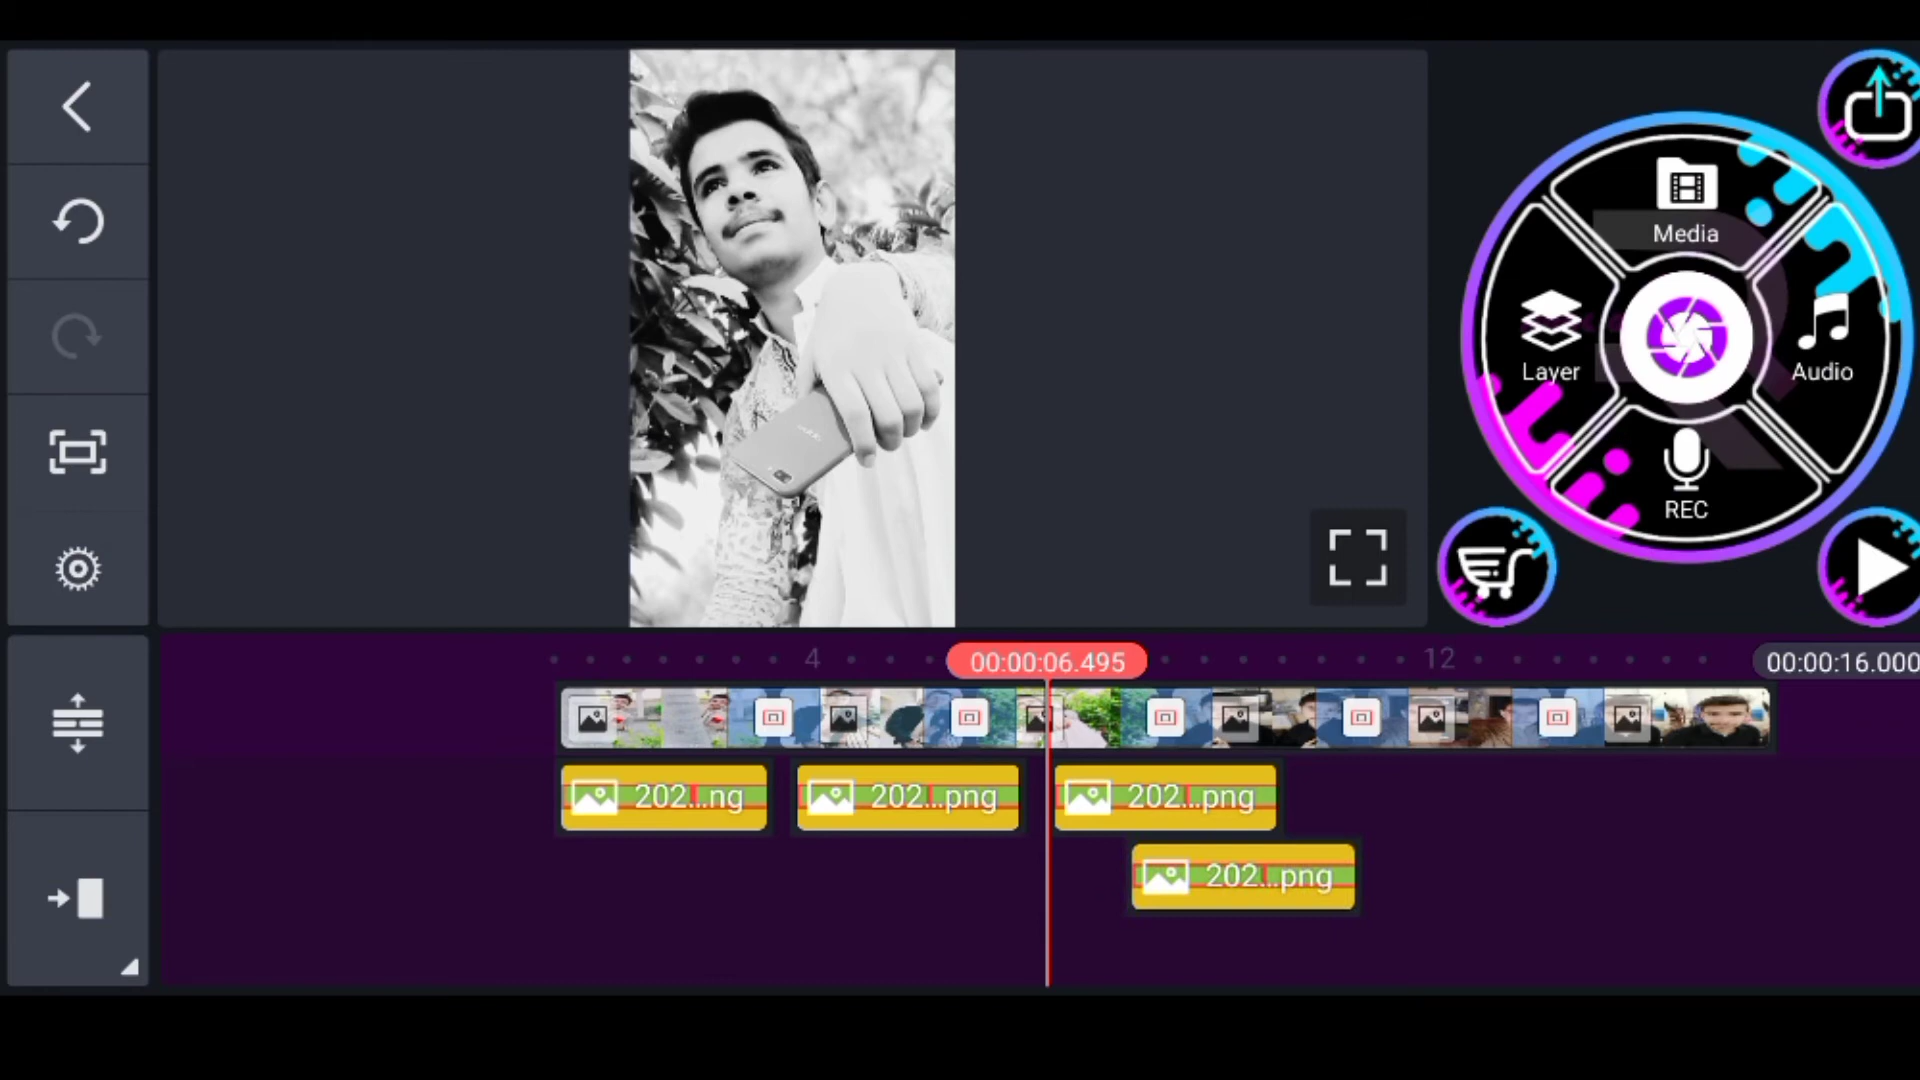 Media
Layer
Audio
REC
4
00:00:06.495
12
00:00:16.000
202...ng
202...png
202...png
202...png